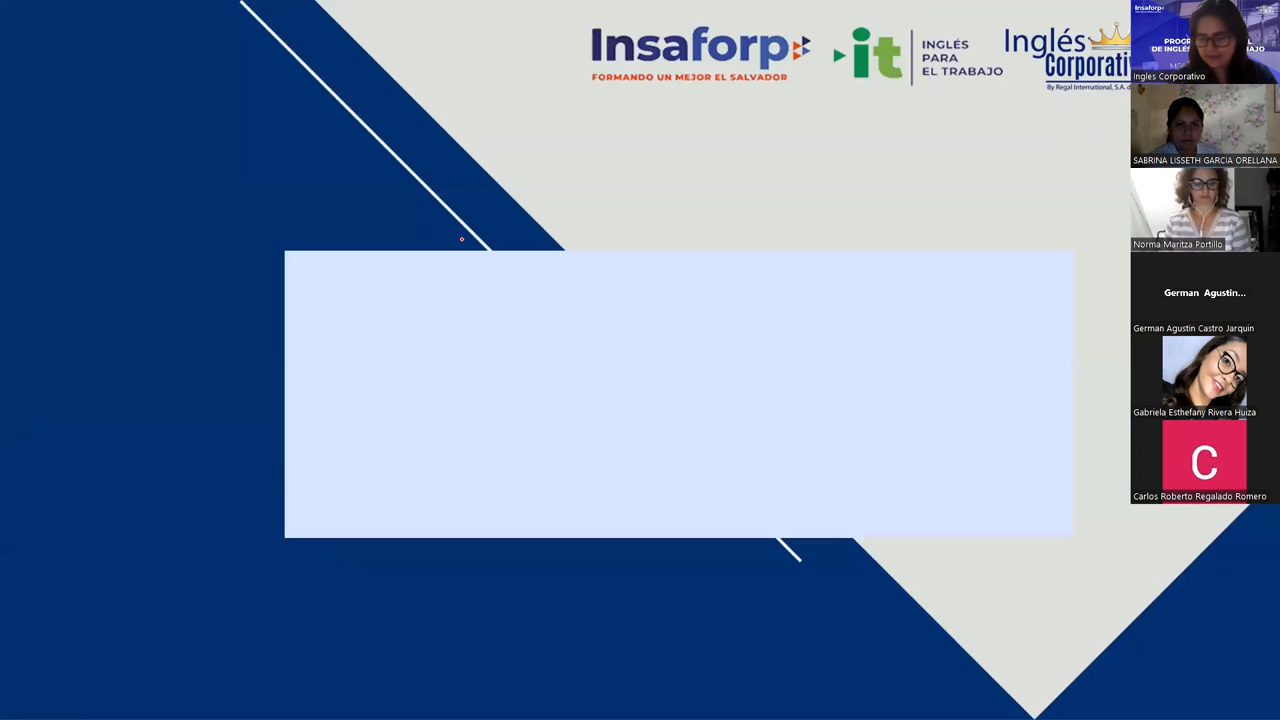 Insaforp
FORMANDO UN MEJOR EL SALVADOR
it
INGLÉS
PARA
EL TRABAJO
Inglés
Corporativ
By Regal International, S.A. d
Insaforp
Ingles Corporativo
SABRINA LISSETH GARCIA ORELLANA
Norma Maritza Portillo
German Agustin...
German Agustin Castro Jarquin
Gabriela Esthefany Rivera Huiza
C
Carlos Roberto Regalado Romero